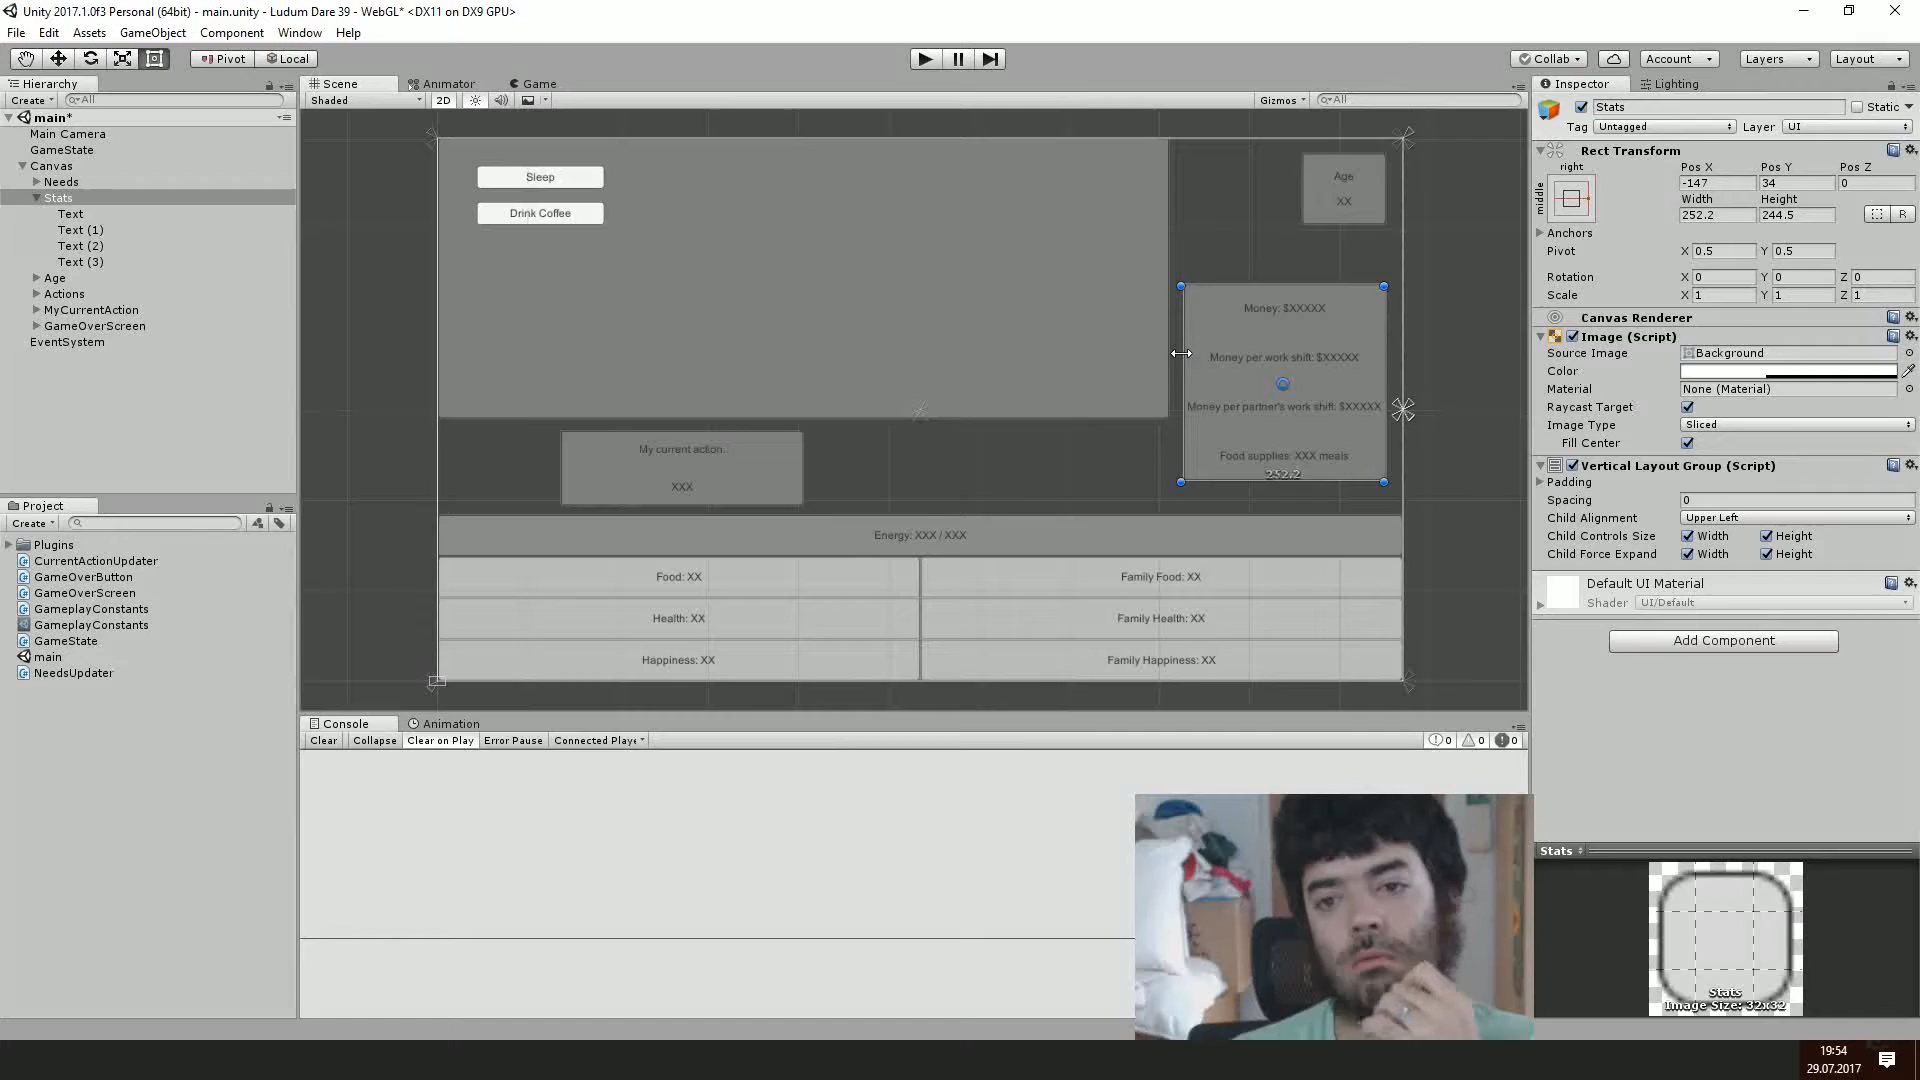 Unity 2017.1.0f3 Personal (64bit) - main.unity - Ludum Dare 39 - WebGL* <DX11 on DX9 GPU>
File Edit Assets GameObject Component Window Help
Pivot Local
Collab Account Layers Layout
Hierarchy
Create All
main*
Main Camera
GameState
Canvas
Needs
Stats
Text
Text (1)
Text (2)
Text (3)
Age
Actions
MyCurrentAction
GameOverScreen
EventSystem
Project
Create
Plugins
CurrentActionUpdater
GameOverButton
GameOverScreen
GameplayConstants
GameplayConstants
GameState
main
NeedsUpdater
Scene Animator Game
Shaded 2D Gizmos All
Sleep
Drink Coffee
Age
XX
Money: $XXXXX
Money per work shift: $XXXXX
Money per partner's work shift: $XXXXX
Food supplies: XXX meals
252.2
My current action..
XXX
Energy: XXX / XXX
Food: XX Family Food: XX
Health: XX Family Health: XX
Happiness: XX Family Happiness: XX
Console Animation
Clear Collapse Clear on Play Error Pause Connected Playe 0 0 0
Inspector Lighting
Stats Static
Tag Untagged Layer UI
Rect Transform
right Pos X Pos Y Pos Z
middle -147 34 0
Width Height
252.2 244.5 R
Anchors
Pivot X 0.5 Y 0.5
Rotation X 0 Y 0 Z 0
Scale X 1 Y 1 Z 1
Canvas Renderer
Image (Script)
Source Image Background
Color
Material None (Material)
Raycast Target
Image Type Sliced
Fill Center
Vertical Layout Group (Script)
Padding
Spacing 0
Child Alignment Upper Left
Child Controls Size Width Height
Child Force Expand Width Height
Default UI Material
Shader UI/Default
Add Component
Stats
Stats
Image Size: 32x32
19:54
29.07.2017